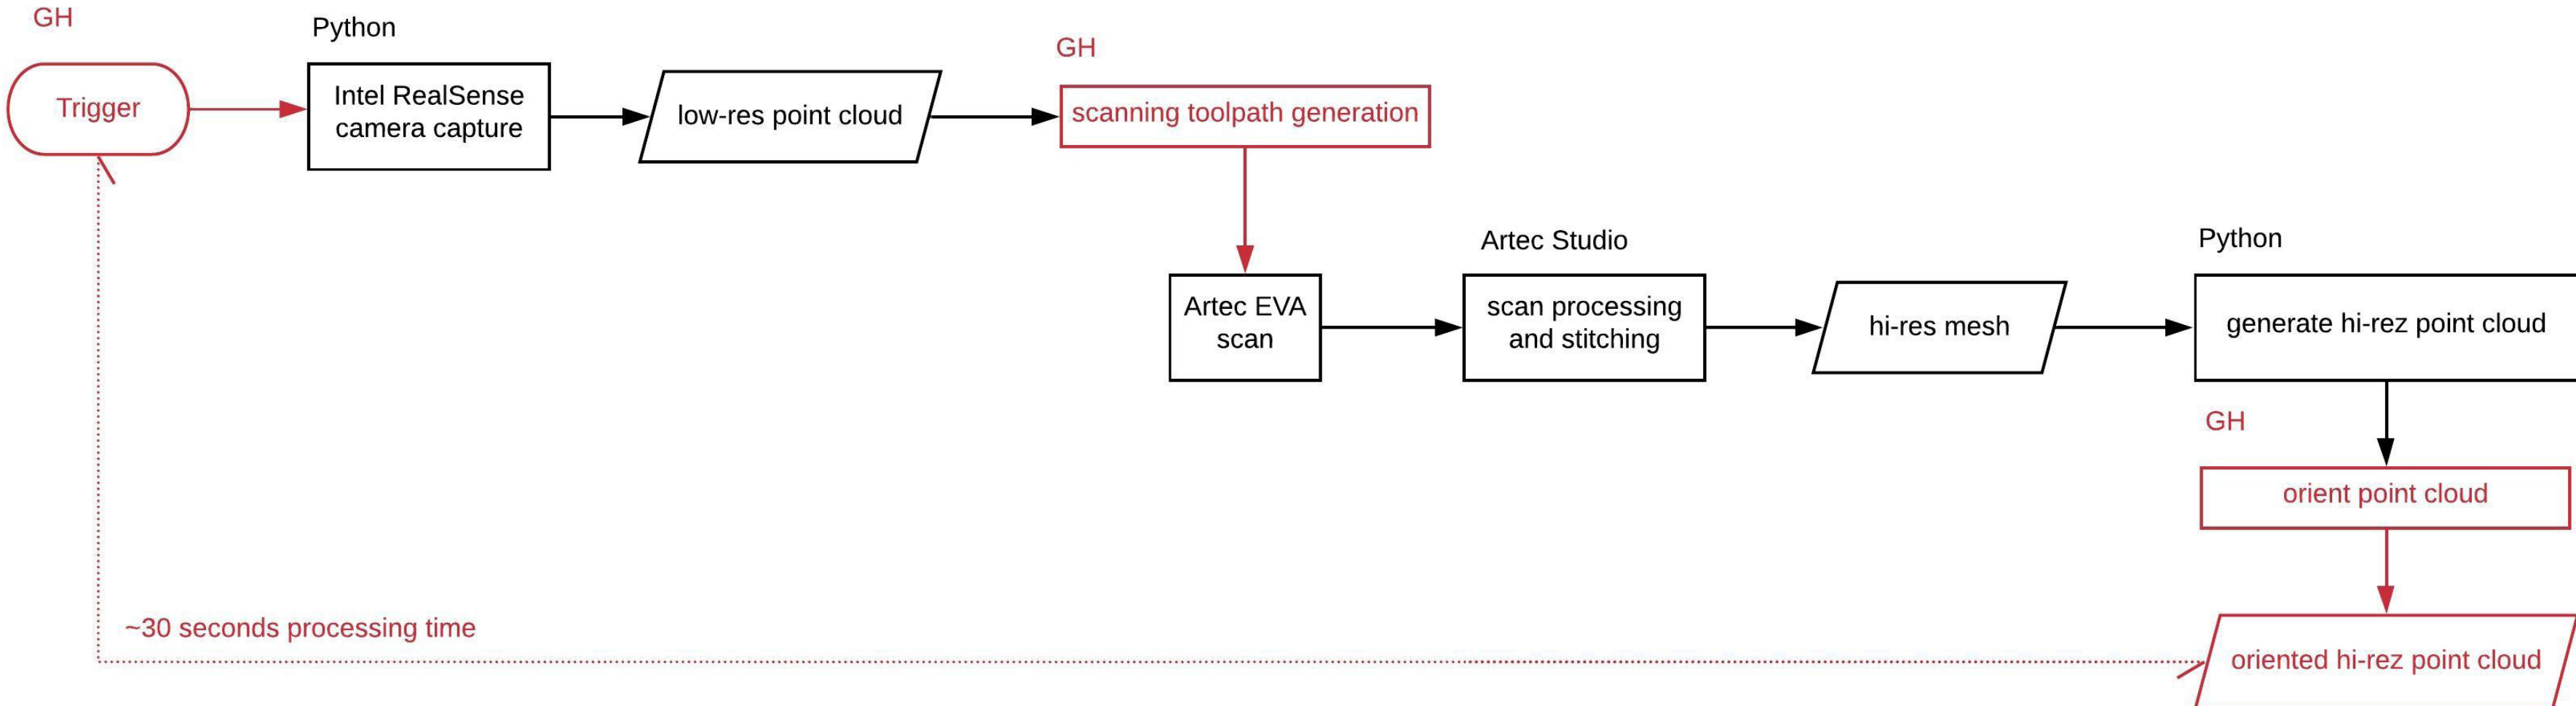 GH
Trigger
Python
Intel RealSense
camera capture
low-res point cloud
GH
scanning toolpath generation
Artec EVA
scan
Artec Studio
scan processing
and stitching
hi-res mesh
Python
generate hi-rez point cloud
GH
orient point cloud
oriented hi-rez point cloud
~30 seconds processing time